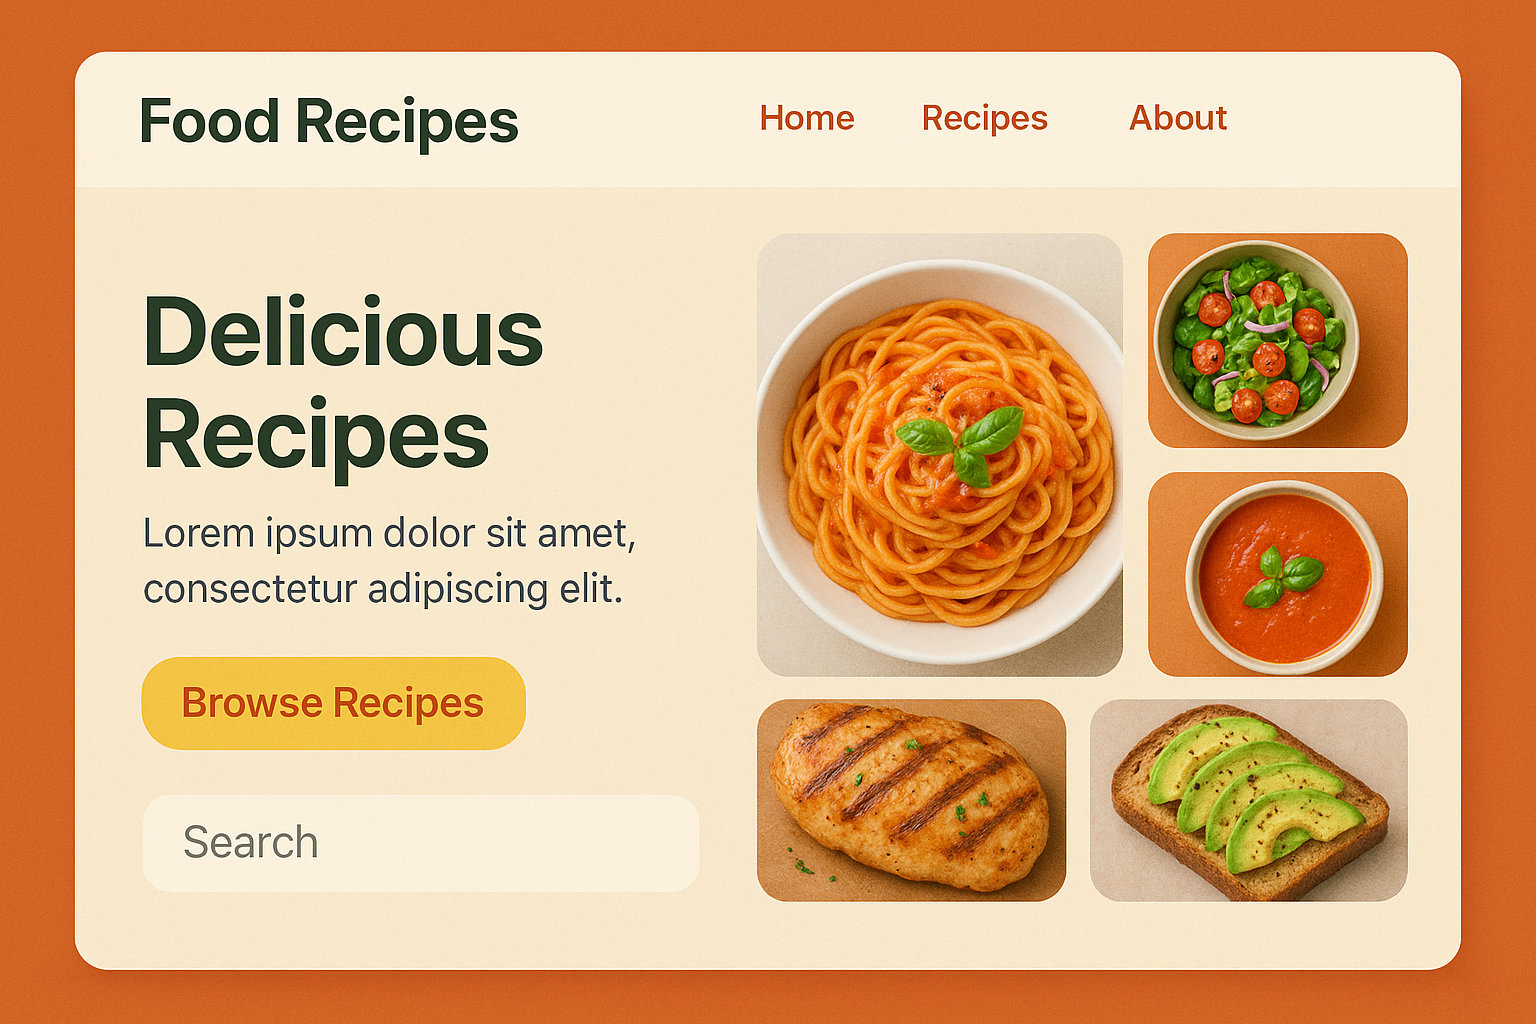 Food Recipes
Home Recipes About
Delicious
Recipes
Lorem ipsum dolor sit amet,
consectetur adipiscing elit.
Browse Recipes
Search